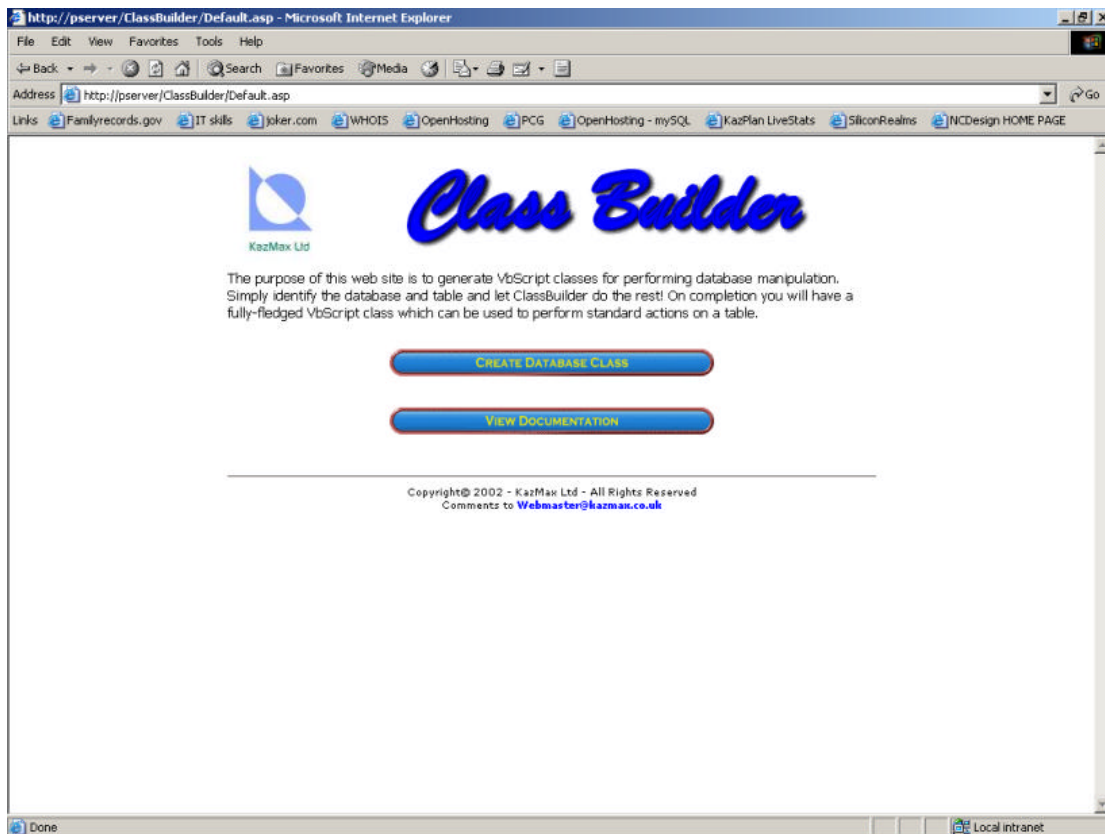 http://pserver/ClassBuilder/Default.asp - Microsoft Internet Explorer
File Edit View Favorites Tools Help
Back Search Favorites Media
Address http://pserver/ClassBuilder/Default.asp Go
Links Familyrecords.gov IT skills joker.com WHOIS OpenHosting PCG OpenHosting - mySQL KazPlan LiveStats SiliconRealms NCDesign HOME PAGE
Class Builder
KazMax Ltd
The purpose of this web site is to generate VbScript classes for performing database manipulation.
Simply identify the database and table and let ClassBuilder do the rest! On completion you will have a
fully-fledged VbScript class which can be used to perform standard actions on a table.
CREATE DATABASE CLASS
VIEW DOCUMENTATION
Copyright© 2002 - KazMax Ltd - All Rights Reserved
Comments to Webmaster@kazmax.co.uk
Done Local intranet